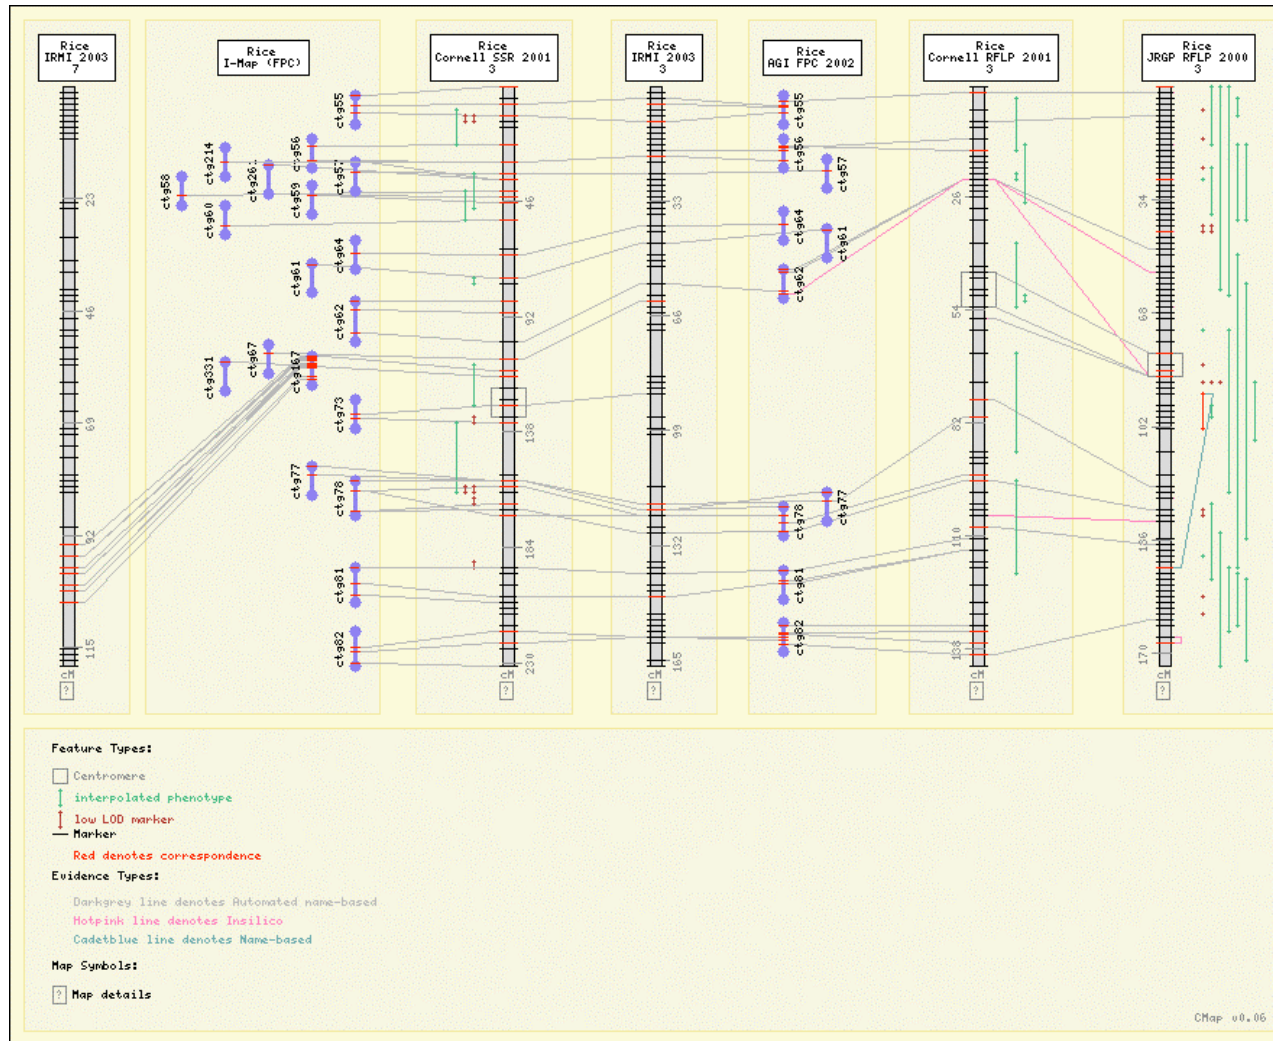 Rice
IRMI 2003
7
Rice
I-Map (FPC)
Rice
Cornell SSR 2001
3
Rice
IRMI 2003
3
Rice
AGI FPC 2002
Rice
Cornell RFLP 2001
3
Rice
JRGP RFLP 2000
3
23
46
69
92
115
cM
?
ctg55
ctg56
ctg214
ctg26
ctg57
ctg58
ctg59
ctg60
ctg64
ctg61
ctg62
ctg67
ctg331
ctg167
ctg73
ctg77
ctg78
ctg81
ctg82
46
92
138
184
230
cM
?
33
66
99
132
165
cM
?
ctg55
ctg56
ctg57
ctg64
ctg61
ctg62
ctg77
ctg78
ctg81
ctg82
26
54
82
110
138
cM
?
34
68
102
136
170
cM
?
Feature Types:
Centromere
interpolated phenotype
low LOD marker
Marker
Red denotes correspondence
Evidence Types:
Darkgrey line denotes Automated name-based
Hotpink line denotes Insilico
Cadetblue line denotes Name-based
Map Symbols:
? Map details
CMap v0.06